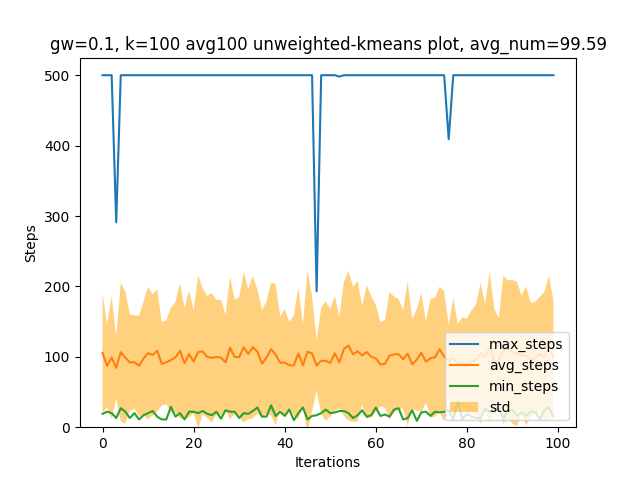 gw=0.1, k=100 avg100 unweighted-kmeans plot, avg_num=99.59
500
400
300
200
100
0
Steps
0
20
40
60
80
100
Iterations
max_steps
avg_steps
min_steps
std